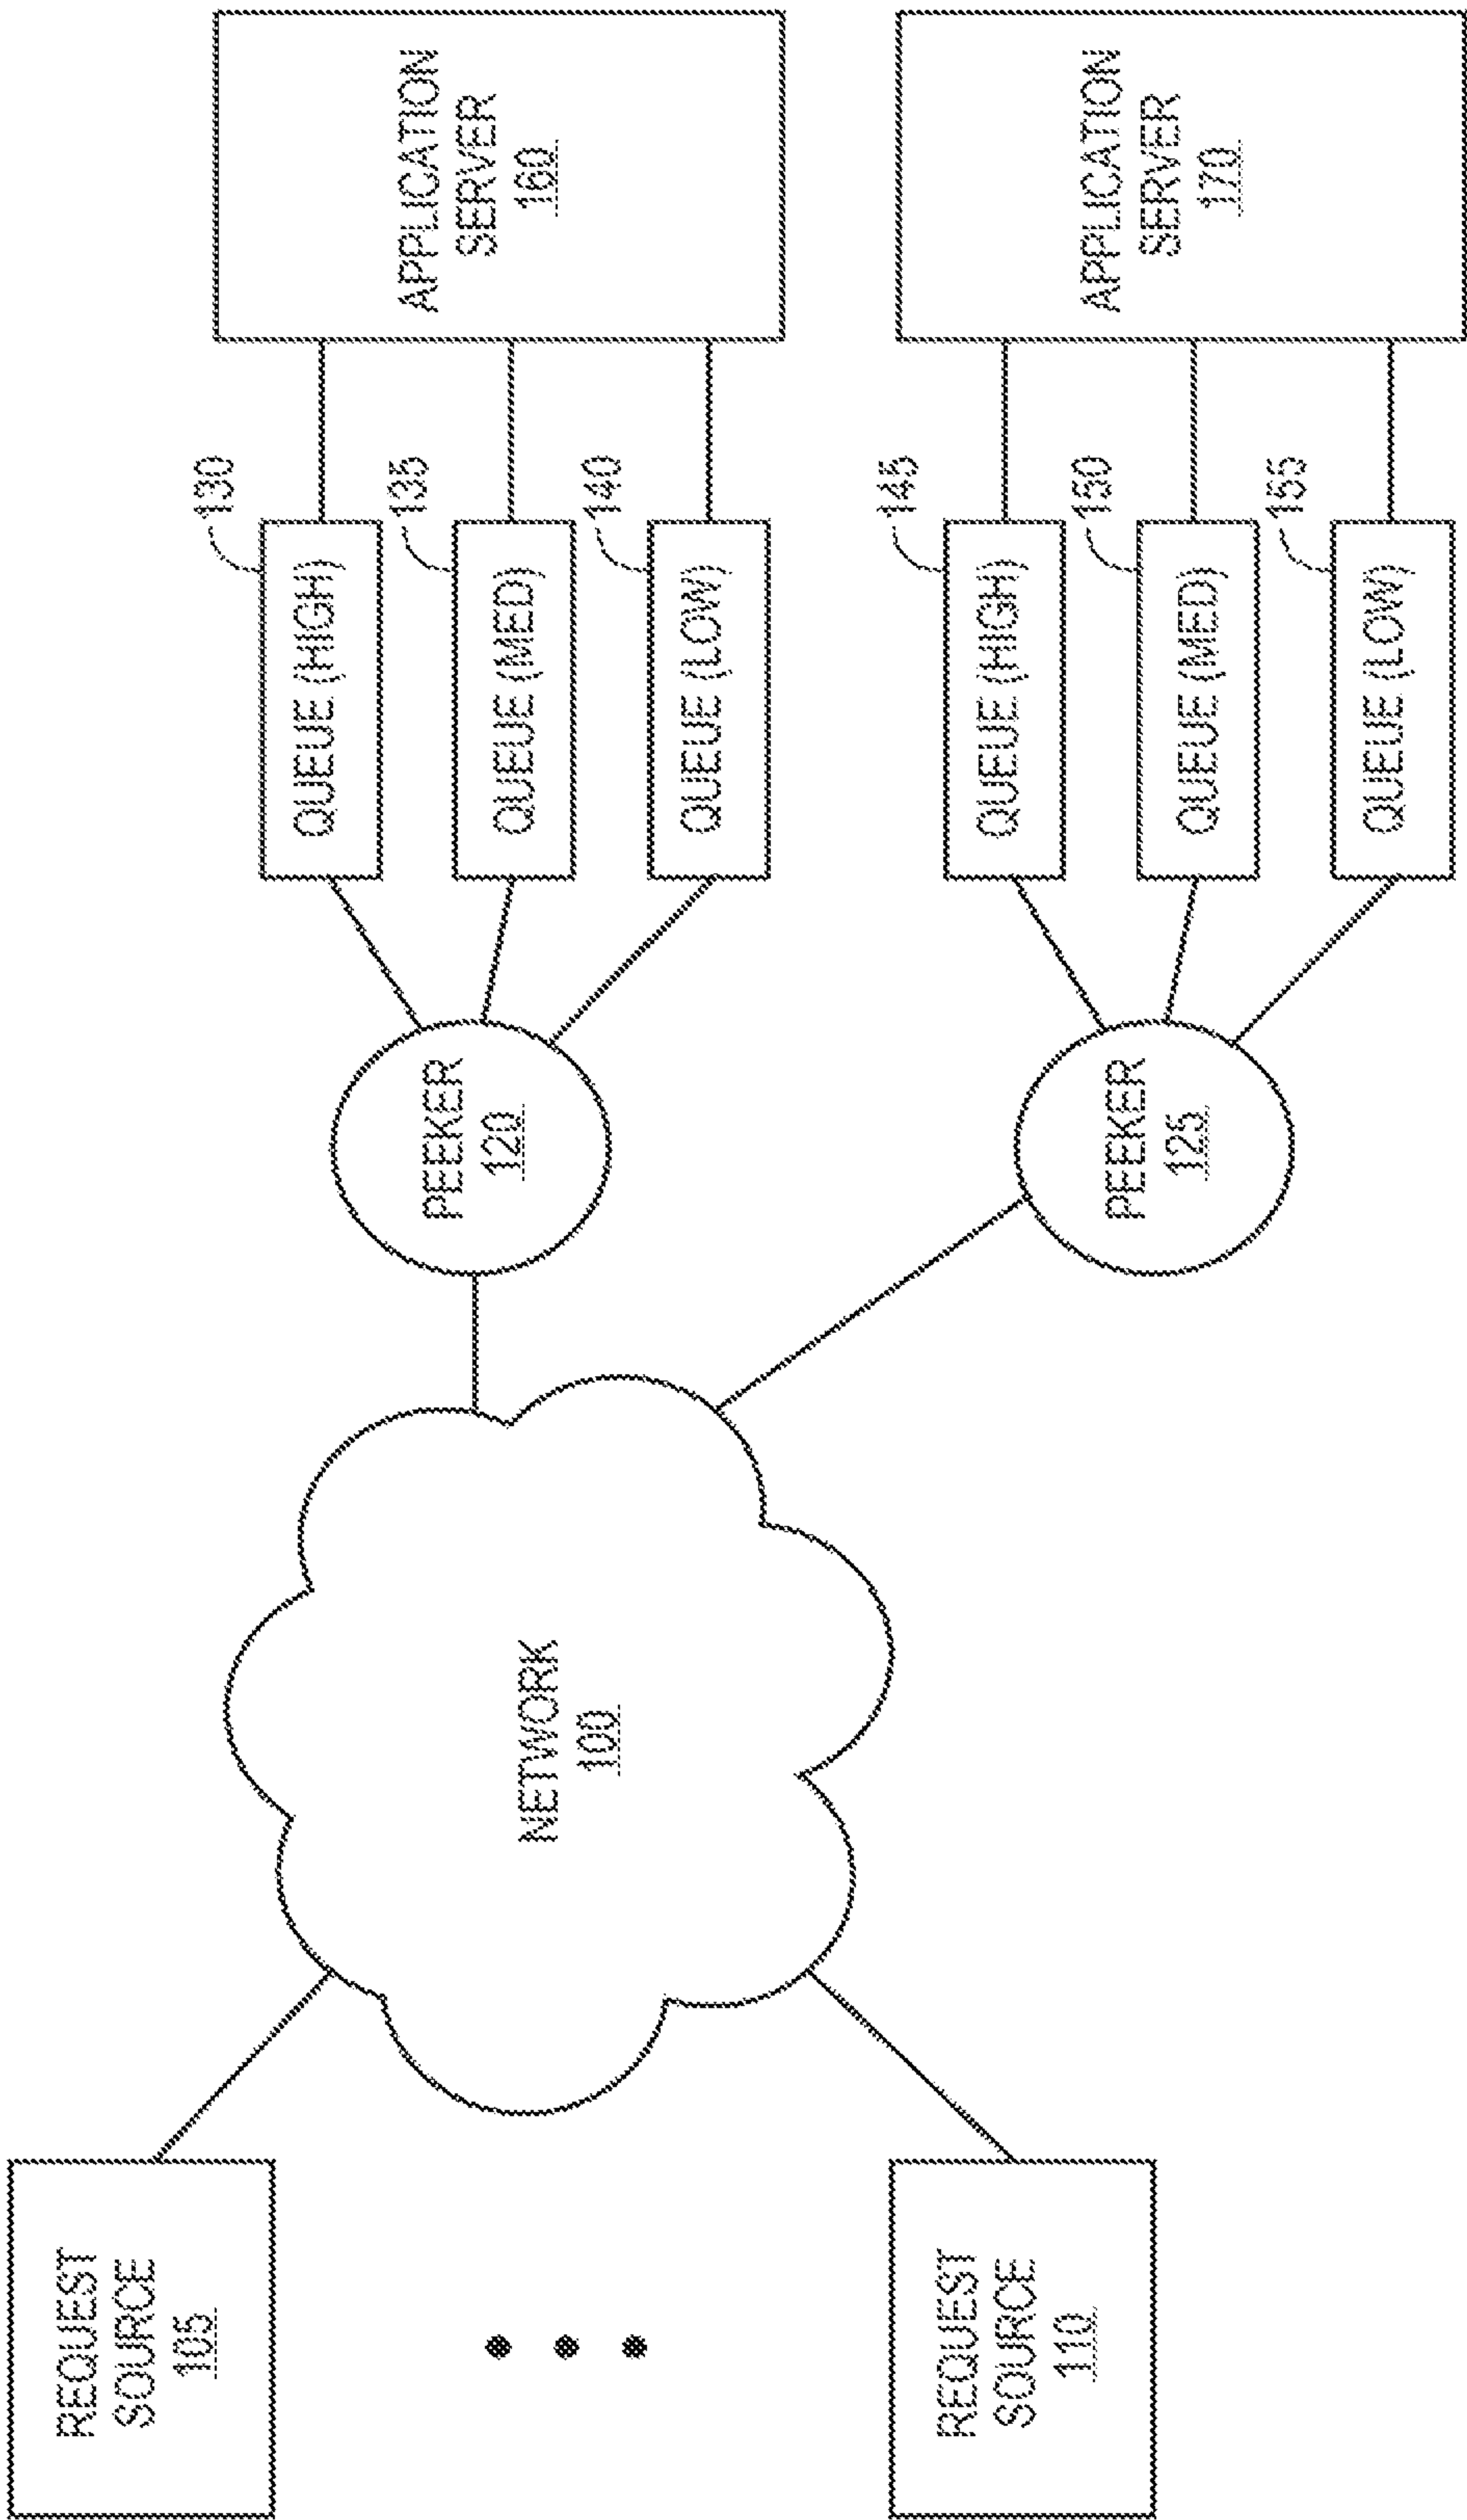 REQUEST
SOURCE
105
REQUEST
SOURCE
110
NETWORK
100
PEEKER
120
PEEKER
125
QUEUE (HIGH)
130
QUEUE (MED)
135
QUEUE (LOW)
140
QUEUE (HIGH)
145
QUEUE (MED)
150
QUEUE (LOW)
155
APPLICATION
SERVER
160
APPLICATION
SERVER
170